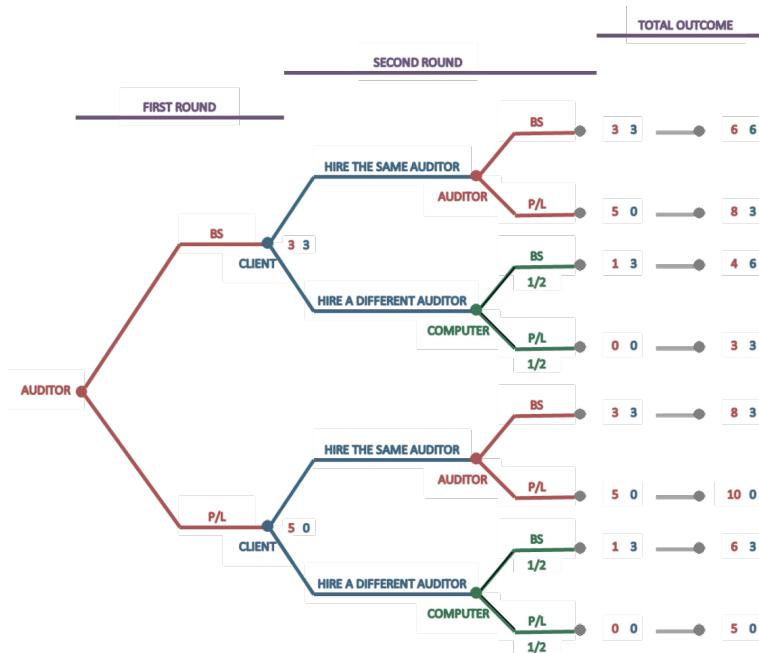 TOTAL OUTCOME
SECOND ROUND
FIRST ROUND
BS
3 3
6 6
HIRE THE SAME AUDITOR
AUDITOR
P/L
5 0
8 3
BS
3 3
CLIENT
BS
1/2
1 3
4 6
HIRE A DIFFERENT AUDITOR
COMPUTER
P/L
1/2
0 0
3 3
AUDITOR
BS
3 3
8 3
HIRE THE SAME AUDITOR
AUDITOR
P/L
5 0
10 0
P/L
5 0
CLIENT
BS
1/2
1 3
6 3
HIRE A DIFFERENT AUDITOR
COMPUTER
P/L
1/2
0 0
5 0